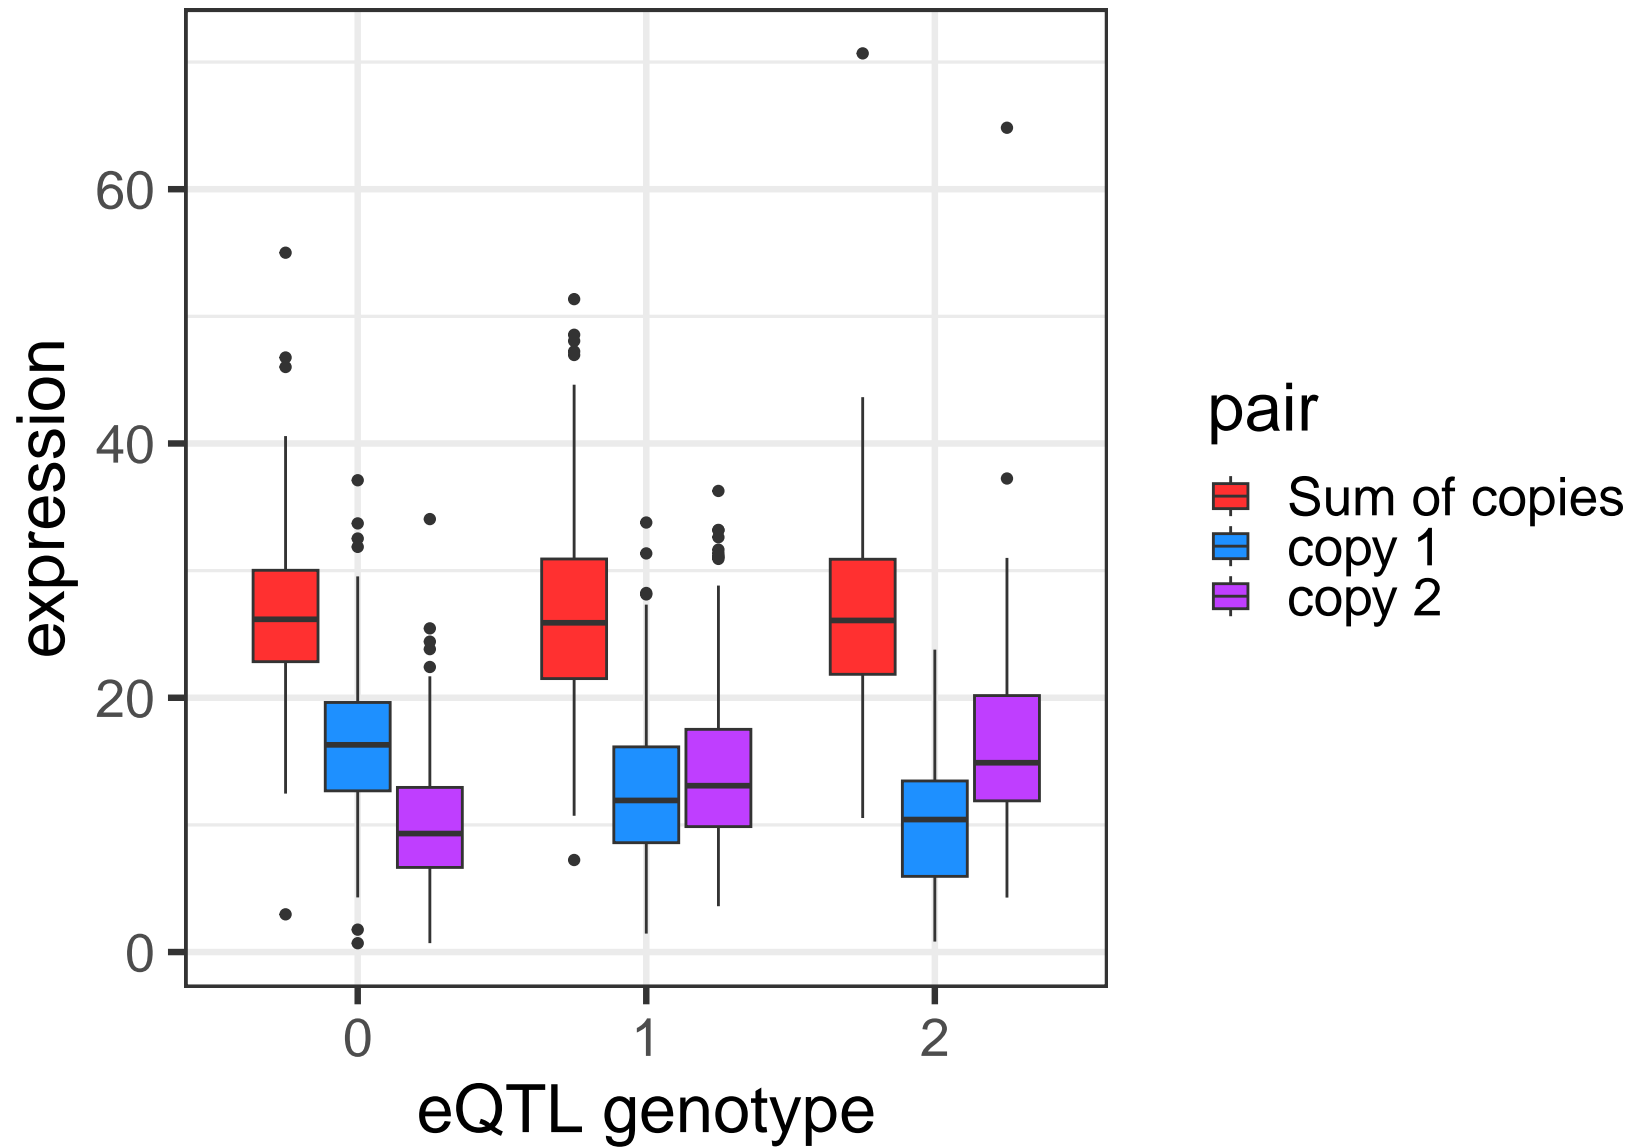 60
40
20
0
expression
0
1
2
eQTL genotype
pair
Sum of copies
copy 1
copy 2